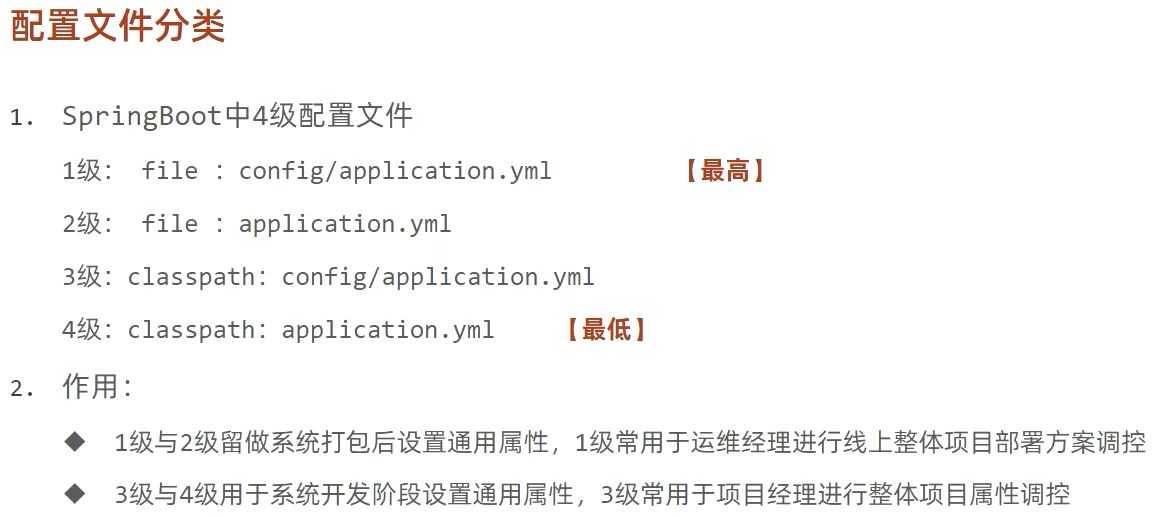 配置文件分类
1. SpringBoot中4级配置文件
1级： file ：config/application.yml 【最高】
2级： file ：application.yml
3级：classpath：config/application.yml
4级：classpath：application.yml 【最低】
2. 作用：
◆ 1级与2级留做系统打包后设置通用属性，1级常用于运维经理进行线上整体项目部署方案调控
◆ 3级与4级用于系统开发阶段设置通用属性，3级常用于项目经理进行整体项目属性调控